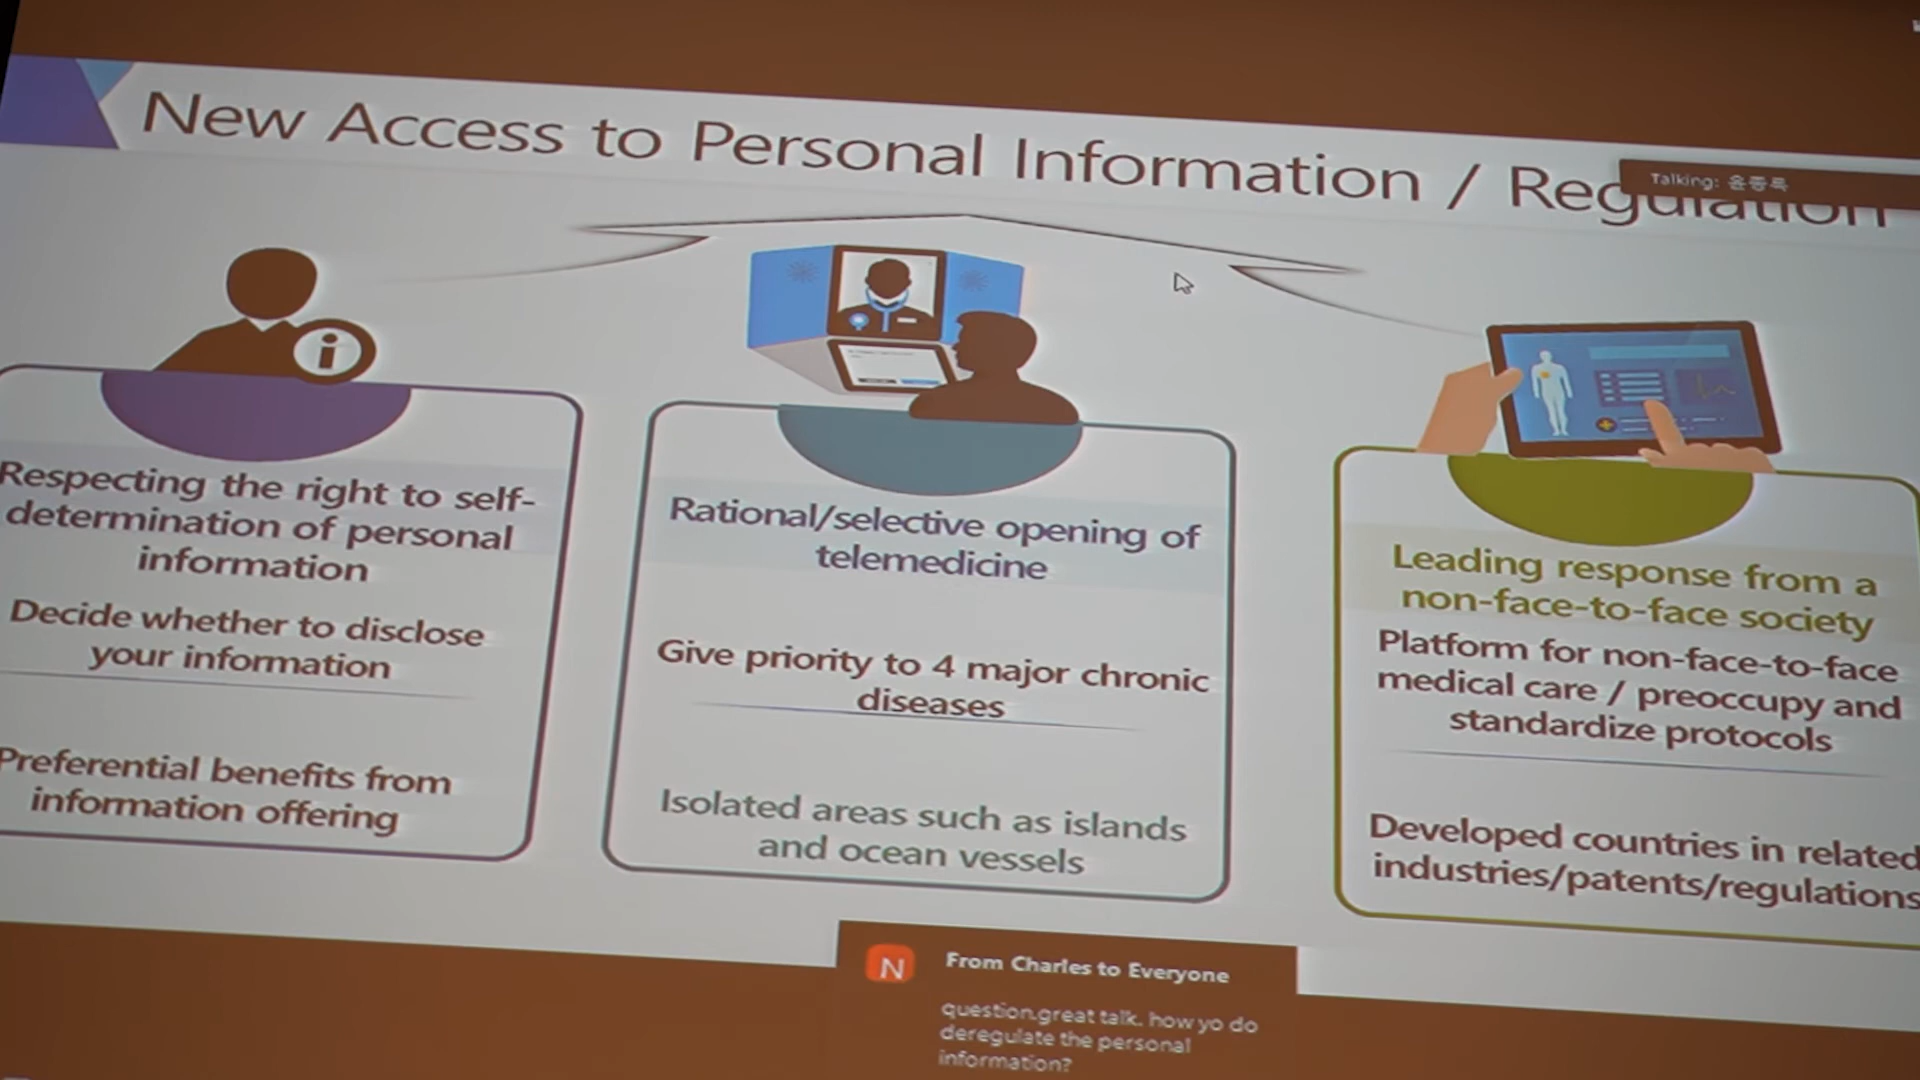 New Access to Personal Information / Regulation
Talking: 윤종록
Respecting the right to self-
determination of personal
information
Decide whether to disclose
your information
Preferential benefits from
information offering
Rational/selective opening of
telemedicine
Give priority to 4 major chronic
diseases
Isolated areas such as islands
and ocean vessels
Leading response from a
non-face-to-face society
Platform for non-face-to-face
medical care / preoccupy and
standardize protocols
Developed countries in related
industries/patents/regulations
N
From Charles to Everyone
question.great talk. how yo do
deregulate the personal
information?